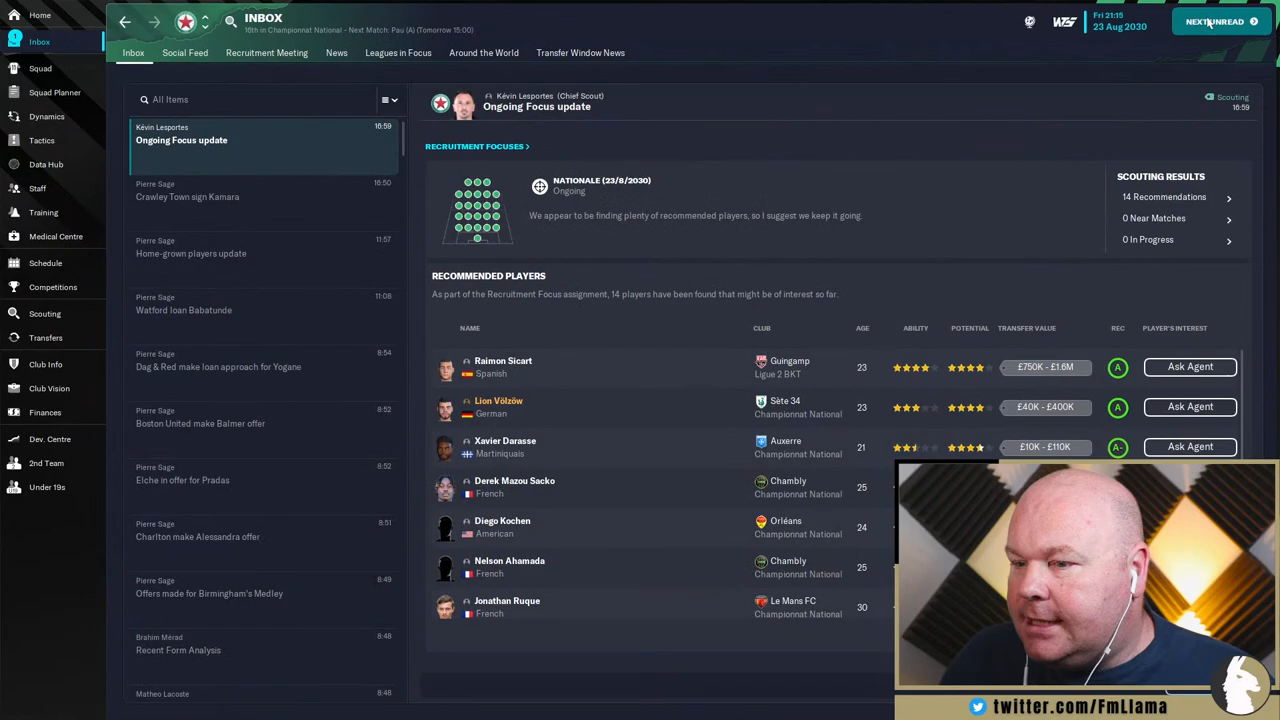 Home
INBOX
16th in Championnat National - Next Match: Pau (A) (Tomorrow 15:00)
Fri 21:15
23 Aug 2030
NEXT UNREAD
1
Inbox
Squad
Squad Planner
Dynamics
Tactics
Data Hub
Staff
Training
Medical Centre
Schedule
Competitions
Scouting
Transfers
Club Info
Club Vision
Finances
Dev. Centre
2nd Team
Under 19s
Inbox Social Feed Recruitment Meeting News Leagues in Focus Around the World Transfer Window News
All Items
Kévin Lesportes 16:59
Ongoing Focus update
Pierre Sage 16:50
Crawley Town sign Kamara
Pierre Sage 11:57
Home-grown players update
Pierre Sage 11:08
Watford loan Babatunde
Pierre Sage 8:54
Dag & Red make loan approach for Yogane
Pierre Sage 8:52
Boston United make Balmer offer
Pierre Sage 8:52
Elche in offer for Pradas
Pierre Sage 8:51
Charlton make Alessandra offer
Pierre Sage 8:49
Offers made for Birmingham's Medley
Brahim Mérad 8:48
Recent Form Analysis
Matheo Lacoste 8:48
Kévin Lesportes (Chief Scout)
Ongoing Focus update
Scouting
16:59
RECRUITMENT FOCUSES >
NATIONALE (23/8/2030)
Ongoing
We appear to be finding plenty of recommended players, so I suggest we keep it going.
SCOUTING RESULTS
14 Recommendations
0 Near Matches
0 In Progress
RECOMMENDED PLAYERS
As part of the Recruitment Focus assignment, 14 players have been found that might be of interest so far.
NAME CLUB AGE ABILITY POTENTIAL TRANSFER VALUE REC PLAYER'S INTEREST
Raimon Sicart Guingamp 23 £750K - £1.6M A Ask Agent
Spanish Ligue 2 BKT
Lion Völzöw Sète 34 23 £40K - £400K A Ask Agent
German Championnat National
Xavier Darasse Auxerre 21 £10K - £110K A- Ask Agent
Martiniquais Championnat National
Derek Mazou Sacko Chambly 25
French Championnat National
Diego Kochen Orléans 24
American Championnat National
Nelson Ahamada Chambly 25
French Championnat National
Jonathan Ruque Le Mans FC 30
French Championnat National
twitter.com/FmLlama